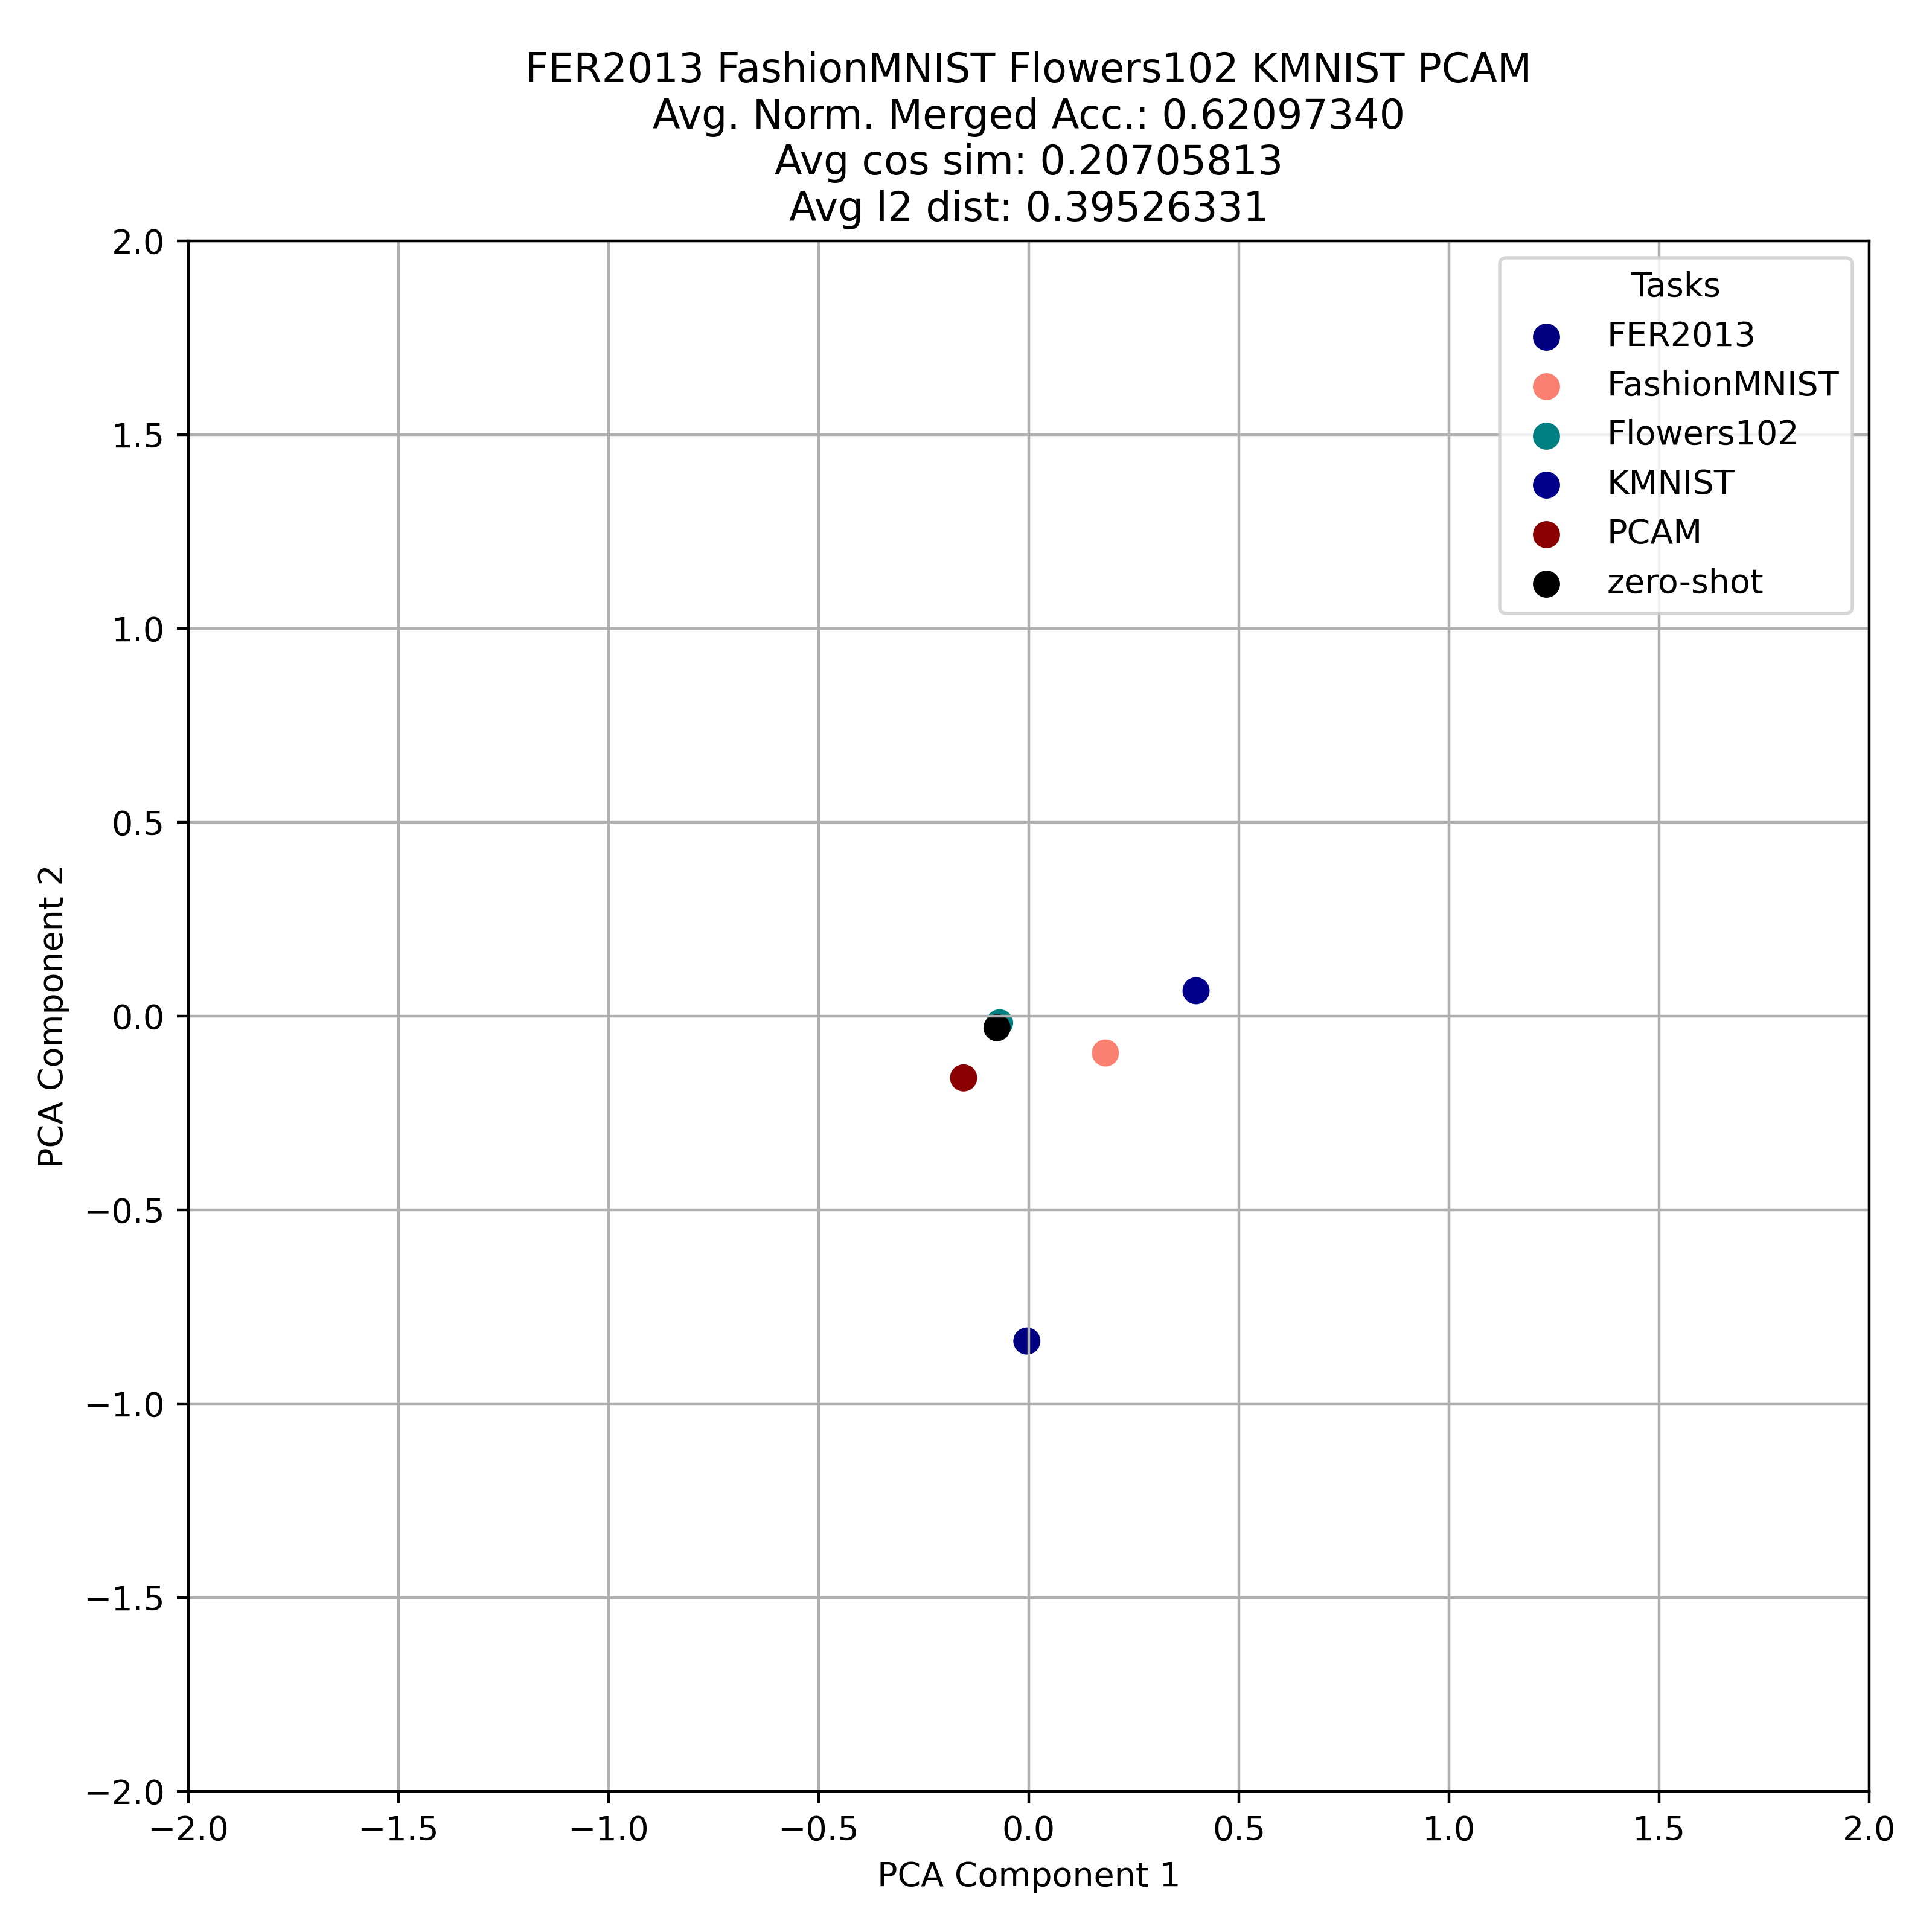 FER2013 FashionMNIST Flowers102 KMNIST PCAM
Avg. Norm. Merged Acc.: 0.62097340
Avg cos sim: 0.20705813
Avg l2 dist: 0.39526331
2.0
1.5
1.0
0.5
0.0
−0.5
−1.0
−1.5
−2.0
PCA Component 2
Tasks
FER2013
FashionMNIST
Flowers102
KMNIST
PCAM
zero-shot
−2.0 −1.5 −1.0 −0.5 0.0 0.5 1.0 1.5 2.0
PCA Component 1